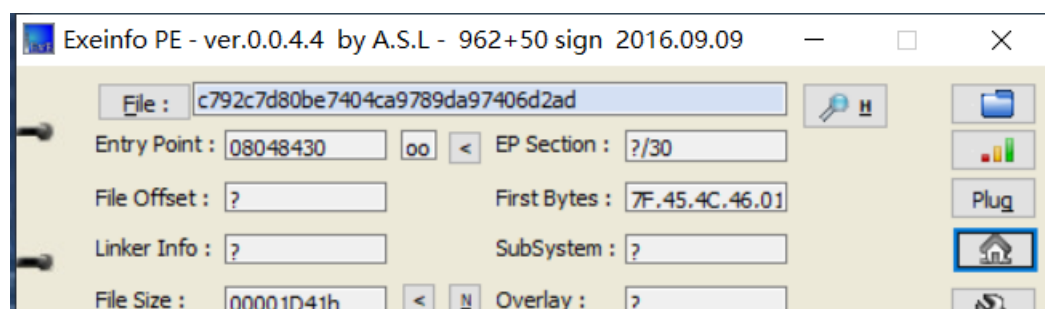 Exeinfo PE - ver.0.0.4.4 by A.S.L - 962+50 sign 2016.09.09
File : c792c7d80be7404ca9789da97406d2ad H
Entry Point : 08048430 oo < EP Section : ?/30
File Offset : ? First Bytes : 7F.45.4C.46.01 Plug
Linker Info : ? SubSystem : ?
File Size : 00001D41h < N Overlay : ?